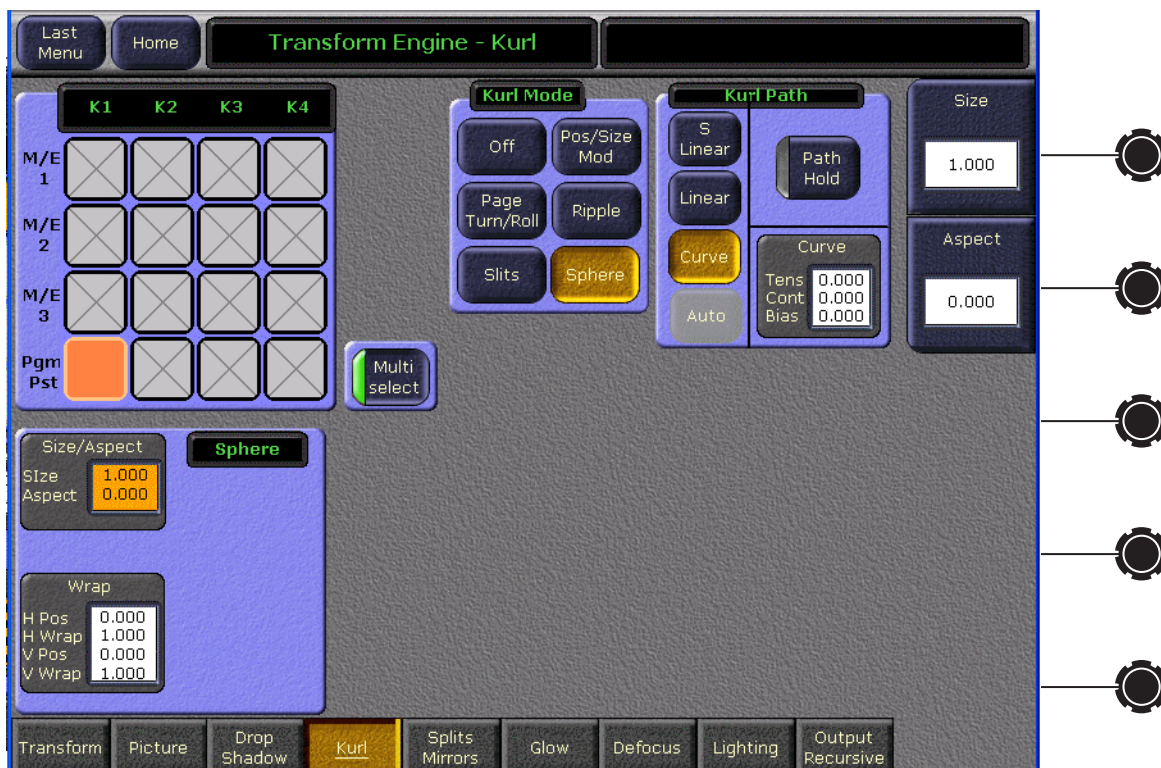 Last Menu
Home
Transform Engine - Kurl
K1 K2 K3 K4
M/E 1
M/E 2
M/E 3
Pgm Pst
Multi select
Kurl Mode
Off
Pos/Size Mod
Page Turn/Roll
Ripple
Slits
Sphere
Kurl Path
S Linear
Linear
Curve
Auto
Path Hold
Curve
Tens 0.000
Cont 0.000
Bias 0.000
Size
1.000
Aspect
0.000
Size/Aspect
SIze 1.000
Aspect 0.000
Sphere
Wrap
H Pos 0.000
H Wrap 1.000
V Pos 0.000
V Wrap 1.000
Transform
Picture
Drop Shadow
Kurl
Splits Mirrors
Glow
Defocus
Lighting
Output Recursive